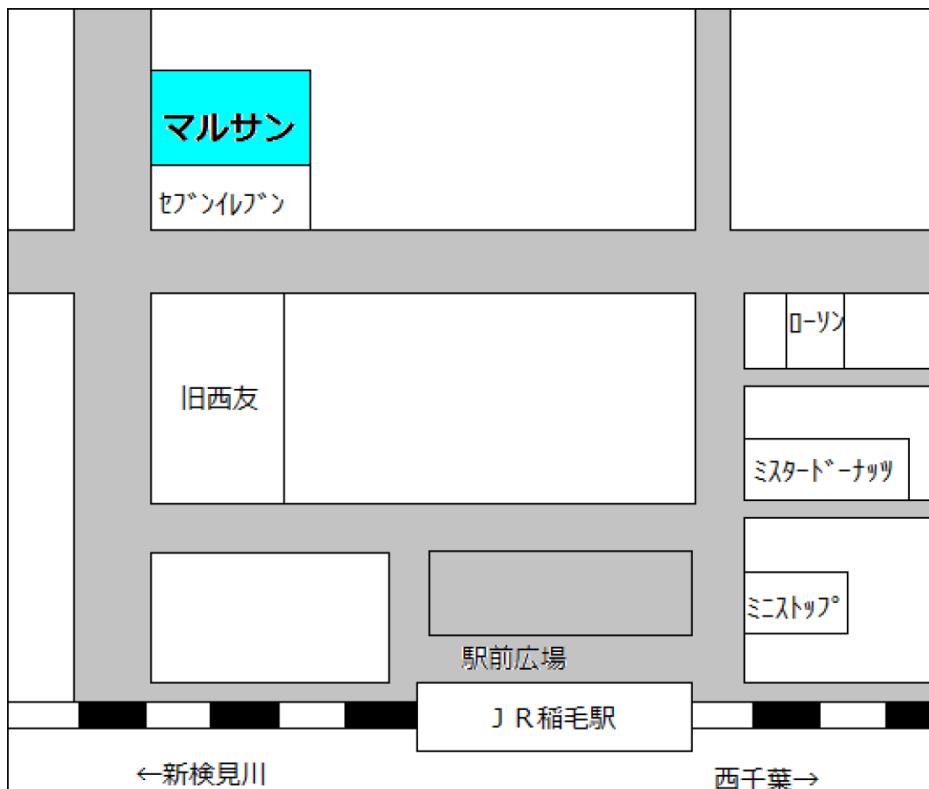 マルサン
ｾﾌﾞﾝｲﾚﾌﾞﾝ
ﾛｰｿﾝ
旧西友
ﾐｽﾀｰﾄﾞｰﾅｯﾂ
ﾐﾆｽﾄｯﾌﾟ
駅前広場
ＪＲ稲毛駅
←新検見川
西千葉→